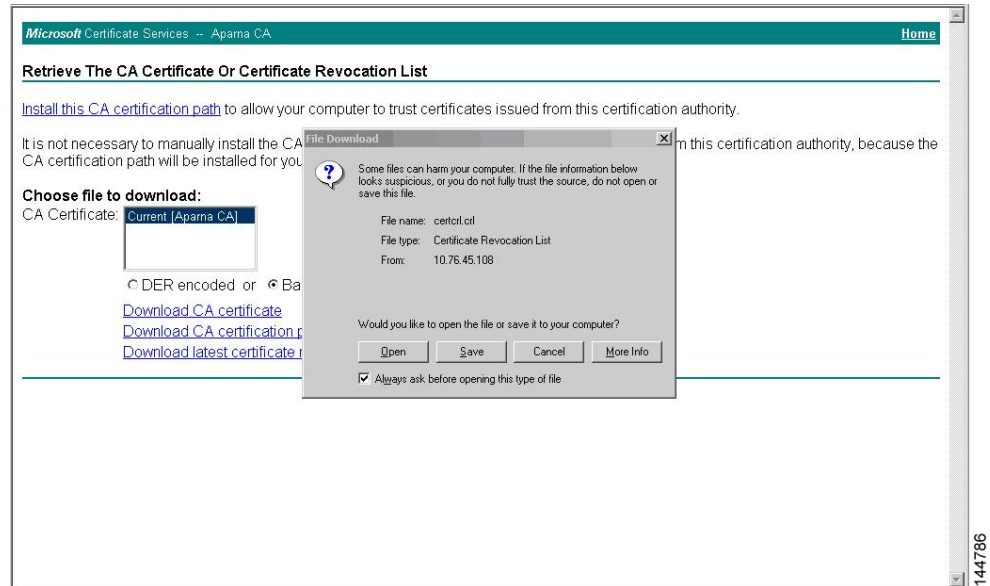 Microsoft Certificate Services -- Aparna CA Home
Retrieve The CA Certificate Or Certificate Revocation List
Install this CA certification path to allow your computer to trust certificates issued from this certification authority.
It is not necessary to manually install the CA
m this certification authority, because the
CA certification path will be installed for you
Choose file to download:
CA Certificate: Current [Aparna CA]
DER encoded or Ba
Download CA certificate
Download CA certification p
Download latest certificate r
File Download
Some files can harm your computer. If the file information below
looks suspicious, or you do not fully trust the source, do not open or
save this file.
File name: certcrl.crl
File type: Certificate Revocation List
From: 10.76.45.108
Would you like to open the file or save it to your computer?
Open Save Cancel More Info
Always ask before opening this type of file
144786